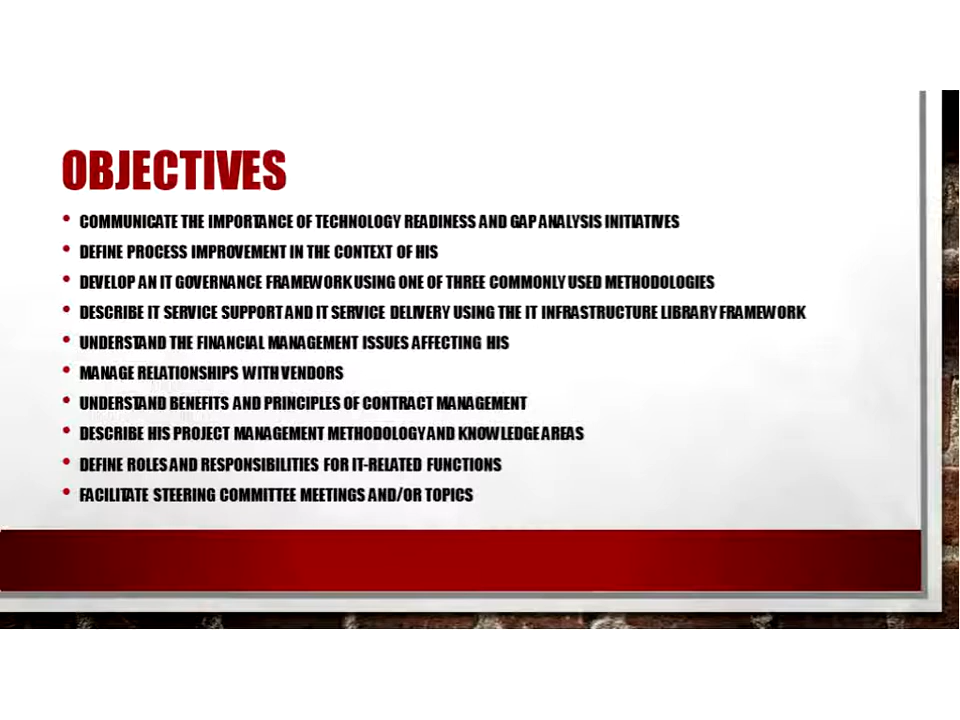 OBJECTIVES
• COMMUNICATE THE IMPORTANCE OF TECHNOLOGY READINESS AND GAP ANALYSIS INITIATIVES
• DEFINE PROCESS IMPROVEMENT IN THE CONTEXT OF HIS
• DEVELOP AN IT GOVERNANCE FRAMEWORK USING ONE OF THREE COMMONLY USED METHODOLOGIES
• DESCRIBE IT SERVICE SUPPORT AND IT SERVICE DELIVERY USING THE IT INFRASTRUCTURE LIBRARY FRAMEWORK
• UNDERSTAND THE FINANCIAL MANAGEMENT ISSUES AFFECTING HIS
• MANAGE RELATIONSHIPS WITH VENDORS
• UNDERSTAND BENEFITS AND PRINCIPLES OF CONTRACT MANAGEMENT
• DESCRIBE HIS PROJECT MANAGEMENT METHODOLOGY AND KNOWLEDGE AREAS
• DEFINE ROLES AND RESPONSIBILITIES FOR IT-RELATED FUNCTIONS
• FACILITATE STEERING COMMITTEE MEETINGS AND/OR TOPICS